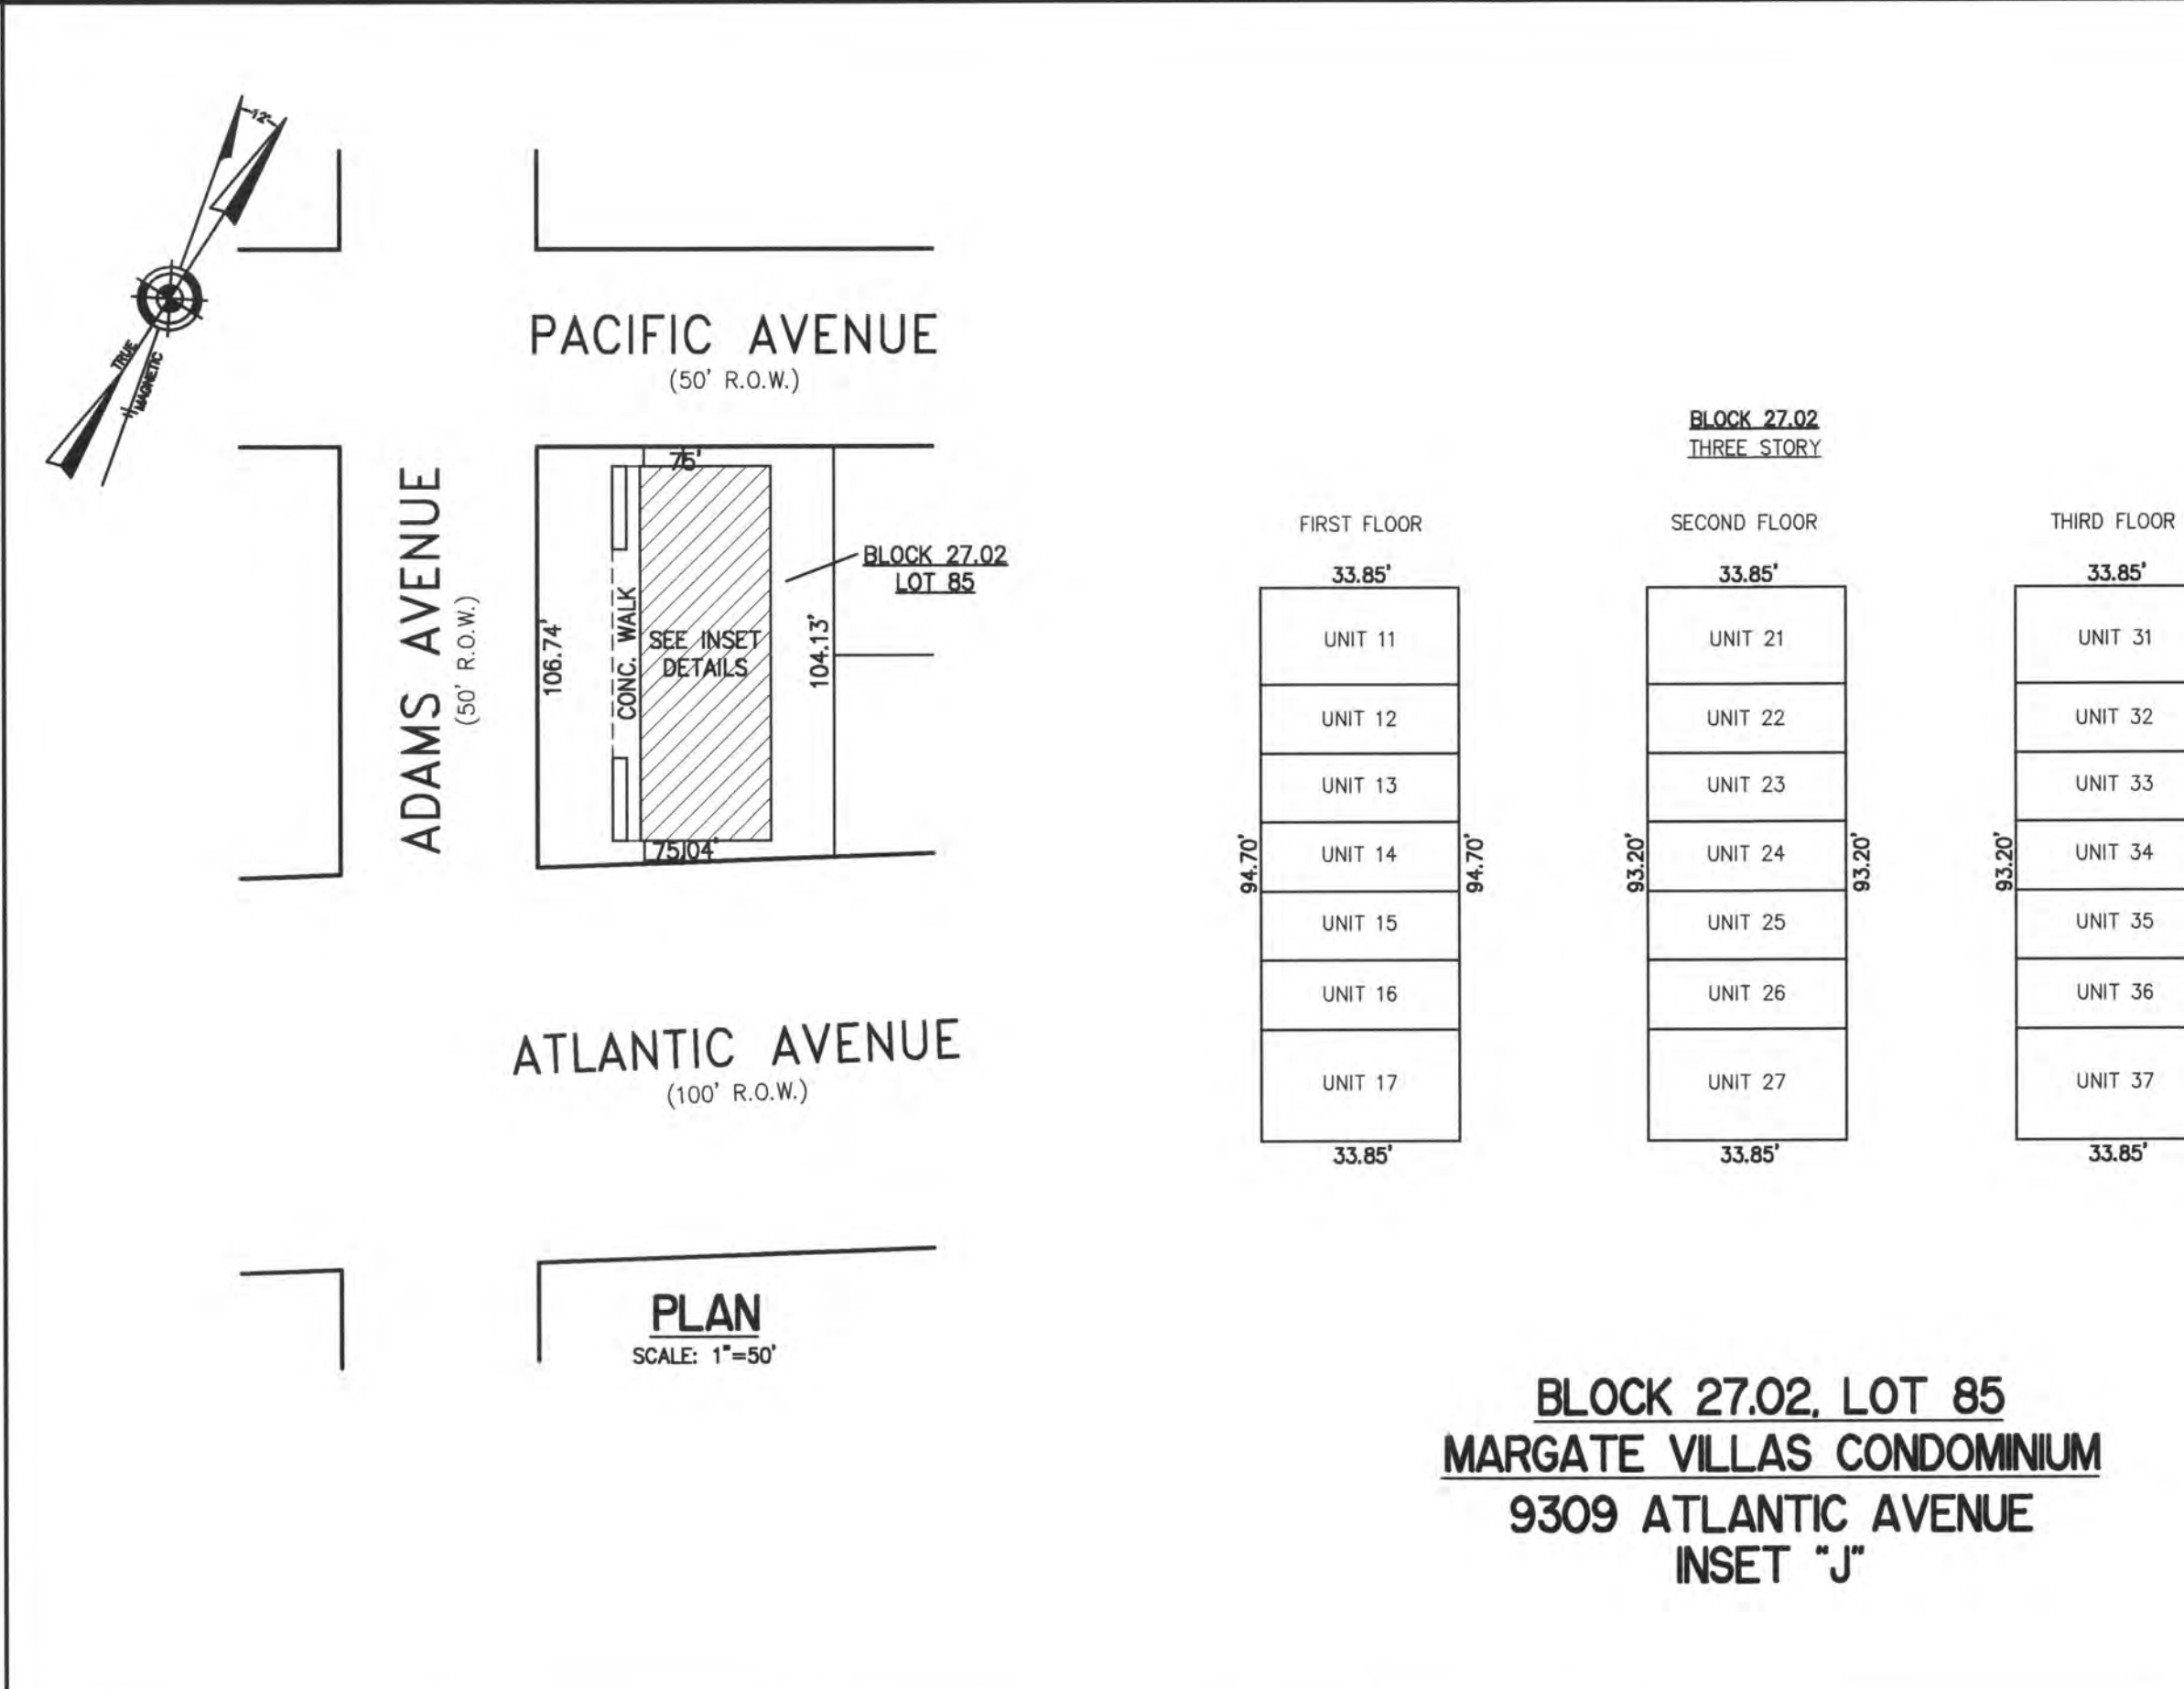 12°
TRUE
MAGNETIC
PACIFIC AVENUE
(50' R.O.W.)
ADAMS AVENUE
(50' R.O.W.)
75'
106.74'
CONC. WALK
SEE INSET
DETAILS
104.13'
BLOCK 27.02
LOT 85
75.04'
ATLANTIC AVENUE
(100' R.O.W.)
PLAN
SCALE: 1"=50'
BLOCK 27.02
THREE STORY
FIRST FLOOR
33.85'
UNIT 11
UNIT 12
UNIT 13
94.70'
UNIT 14
94.70'
UNIT 15
UNIT 16
UNIT 17
33.85'
SECOND FLOOR
33.85'
UNIT 21
UNIT 22
UNIT 23
93.20'
UNIT 24
93.20'
UNIT 25
UNIT 26
UNIT 27
33.85'
THIRD FLOOR
33.85'
UNIT 31
UNIT 32
UNIT 33
93.20'
UNIT 34
UNIT 35
UNIT 36
UNIT 37
33.85'
BLOCK 27.02, LOT 85
MARGATE VILLAS CONDOMINIUM
9309 ATLANTIC AVENUE
INSET "J"